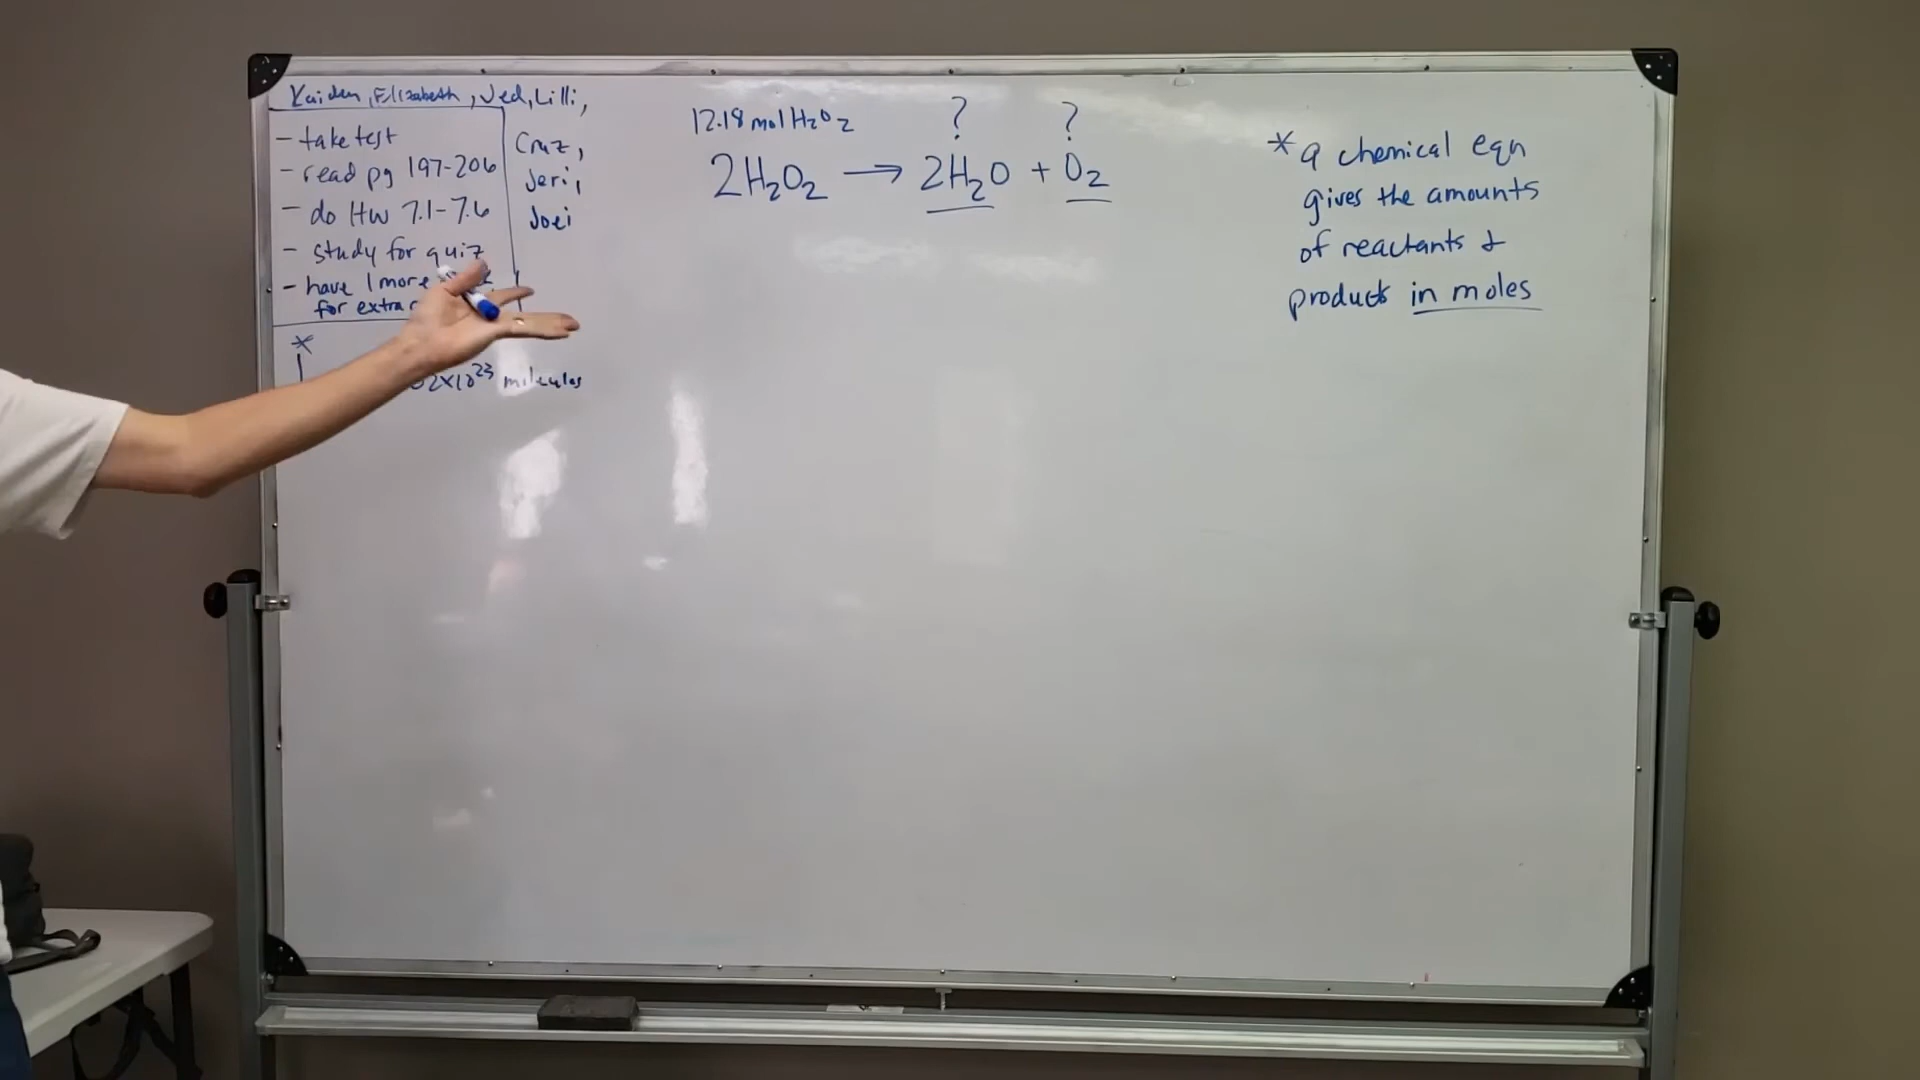 Kaiden, Elizabeth, Jed, Lilli,
Cruz,
Jeri,
Joei
- take test
- read pg 197-206
- do HW 7.1-7.6
- study for quiz
- have 1 more
for extra
*
02x10²³ molecules
12.18 mol H₂O₂ ? ?
2H₂O₂ → 2H₂O + O₂
* a chemical eqn
gives the amounts
of reactants &
products in moles